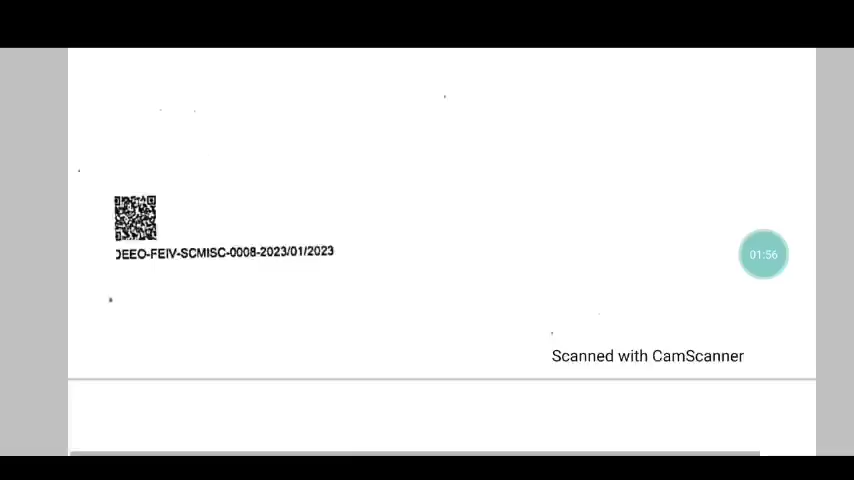 DEEO-FEIV-SCMISC-0008-2023/01/2023
01:56
Scanned with CamScanner